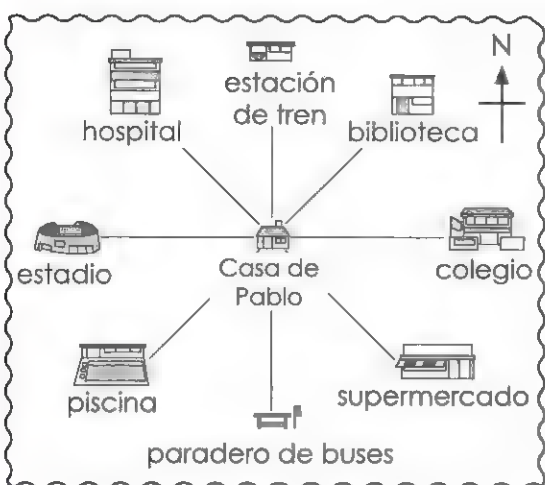 N
estación
de tren
hospital
biblioteca
estadio
Casa de
Pablo
colegio
piscina
supermercado
paradero de buses